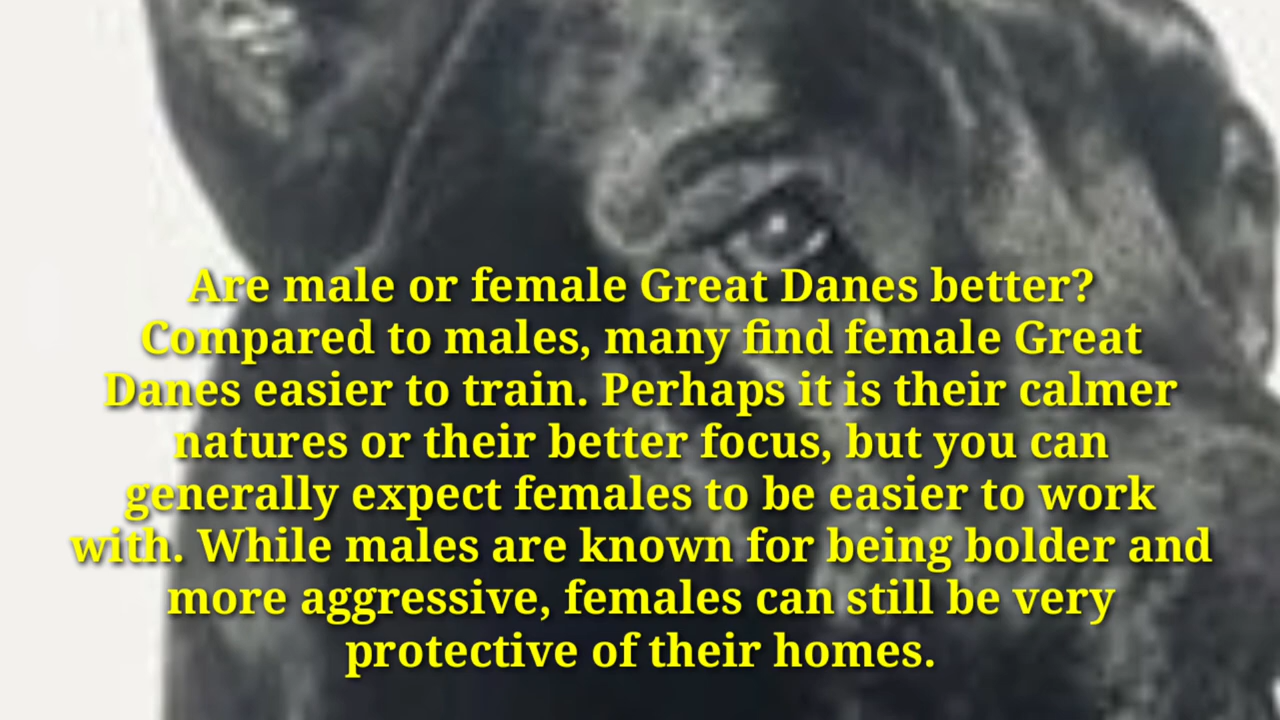 Are male or female Great Danes better?
Compared to males, many find female Great
Danes easier to train. Perhaps it is their calmer
natures or their better focus, but you can
generally expect females to be easier to work
with. While males are known for being bolder and
more aggressive, females can still be very
protective of their homes.